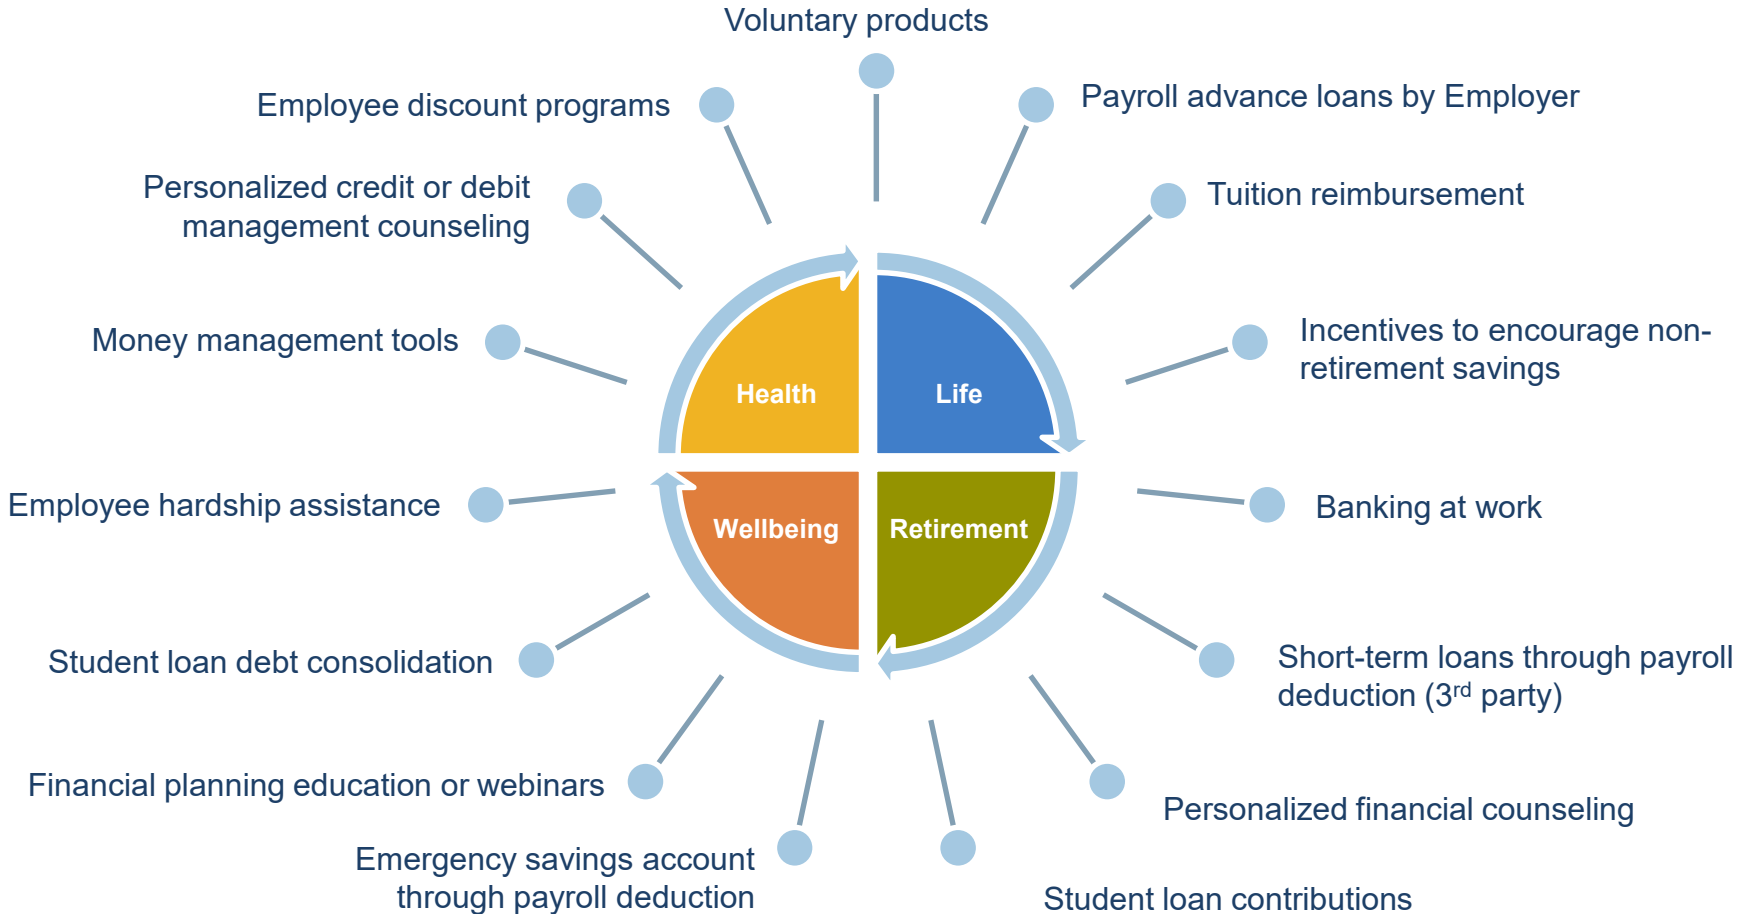 Voluntary products
Employee discount programs
Payroll advance loans by Employer
Personalized credit or debit
management counseling
Tuition reimbursement
Money management tools
Incentives to encourage non-
retirement savings
Health
Life
Employee hardship assistance
Banking at work
Wellbeing
Retirement
Student loan debt consolidation
Short-term loans through payroll
deduction (3rd party)
Financial planning education or webinars
Personalized financial counseling
Emergency savings account
through payroll deduction
Student loan contributions